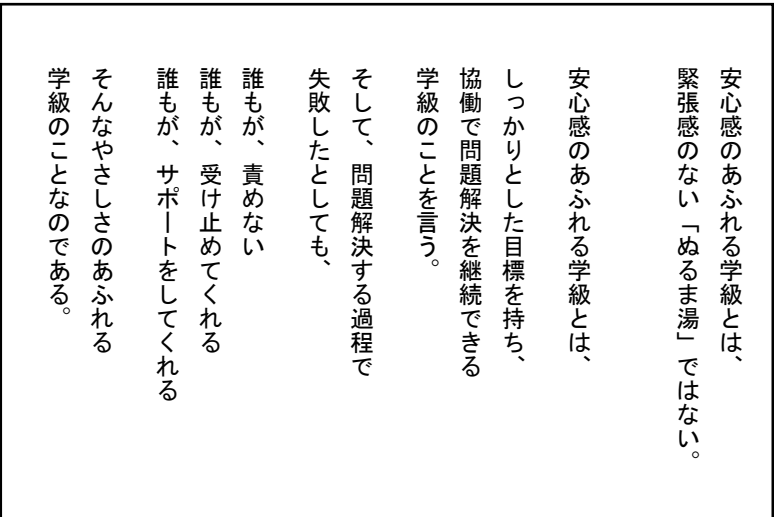 安心感のあふれる学級とは、
緊張感のない「ぬるま湯」ではない。
安心感のあふれる学級とは、
しっかりとした目標を持ち、
協働で問題解決を継続できる
学級のことを言う。
そして、問題解決する過程で
失敗したとしても、
誰もが、責めない
誰もが、受け止めてくれる
誰もが、サポートをしてくれる
そんなやさしさのあふれる
学級のことなのである。